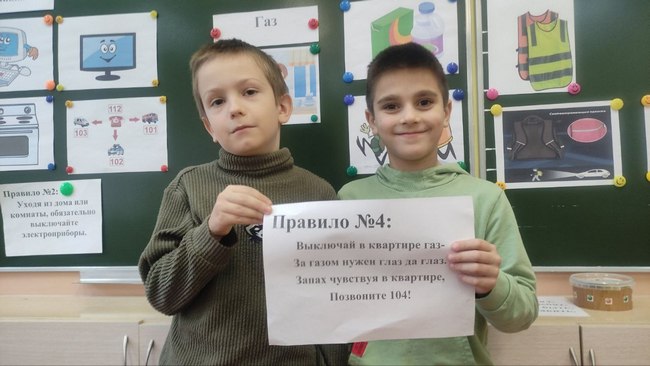 Газ
112
103
101
102
Правило №2:
Уходя из дома или
комнаты, обязательно
выключайте
электроприборы.
Правило №4:
Выключай в квартире газ-
За газом нужен глаз да глаз.
Запах чувствуя в квартире,
Позвоните 104!